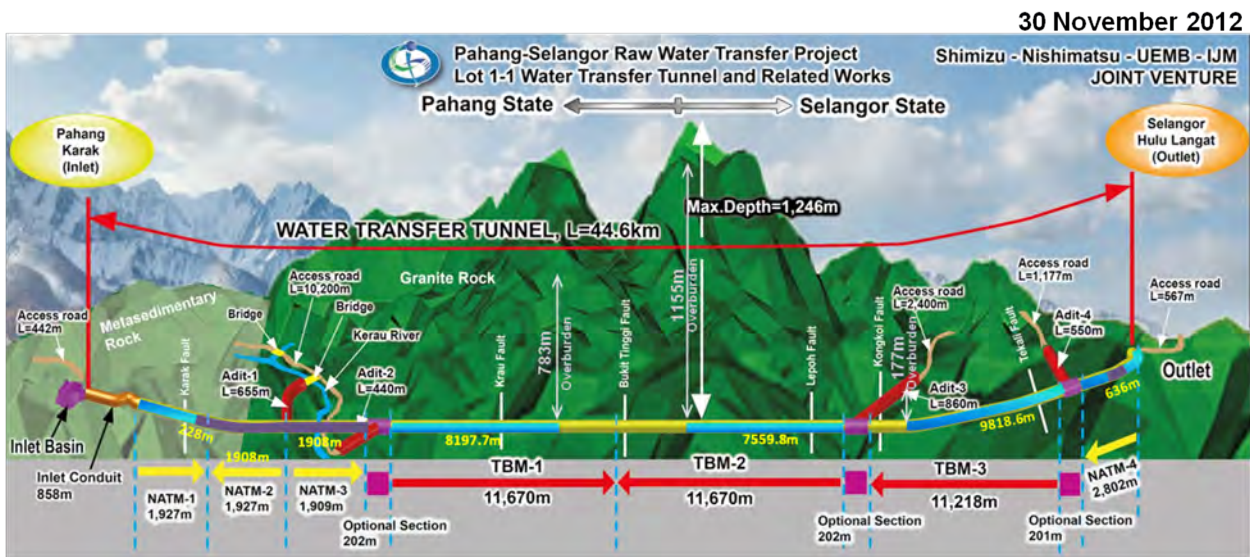 30 November 2012
Pahang-Selangor Raw Water Transfer Project
Lot 1-1 Water Transfer Tunnel and Related Works
Shimizu - Nishimatsu - UEMB - IJM
JOINT VENTURE
Pahang State
Selangor State
Pahang
Karak
(Inlet)
Selangor
Hulu Langat
(Outlet)
Max.Depth=1,246m
WATER TRANSFER TUNNEL, L=44.6km
Granite Rock
Metasedimentary
Rock
Access road
L=442m
Access road
L=10,200m
Bridge
Bridge
Kerau River
Adit-1
L=655m
Adit-2
L=440m
Karak Fault
Krau Fault
783m
Overburden
Bukit Tinggi Fault
1155m
Overburden
Lepoh Fault
Kongkoi Fault
Access road
L=2,400m
177m
Overburden
Adit-3
L=860m
Access road
L=1,177m
Tekali Fault
Adit-4
L=550m
Access road
L=567m
Outlet
Inlet Basin
Inlet Conduit
858m
228m
1908m
1908m
8197.7m
7559.8m
9818.6m
636m
NATM-1
1,927m
NATM-2
1,927m
NATM-3
1,909m
Optional Section
202m
TBM-1
11,670m
TBM-2
11,670m
Optional Section
202m
TBM-3
11,218m
Optional Section
201m
NATM-4
2,802m